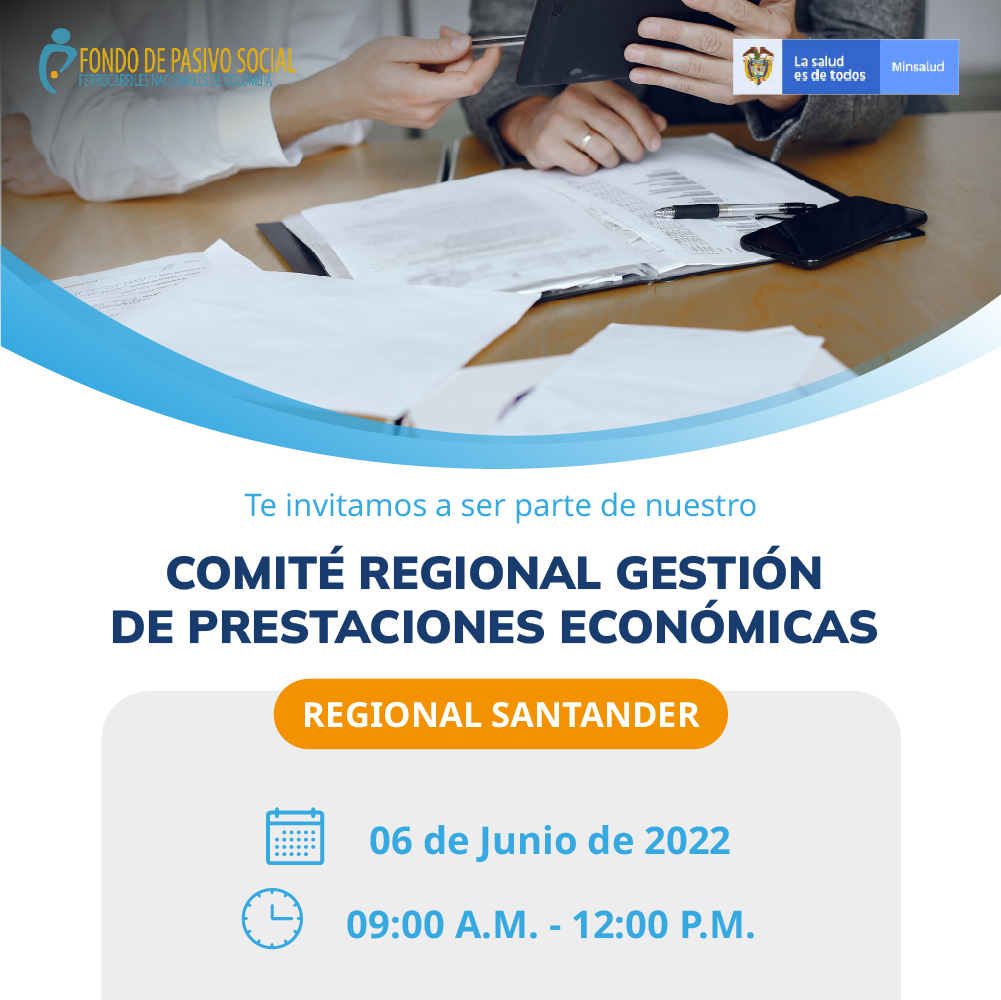 FONDO DE PASIVO SOCIAL
FERROCARRILES NACIONALES DE COLOMBIA
La salud
es de todos
Minsalud
Te invitamos a ser parte de nuestro
COMITÉ REGIONAL GESTIÓN
DE PRESTACIONES ECONÓMICAS
REGIONAL SANTANDER
06 de Junio de 2022
09:00 A.M. - 12:00 P.M.